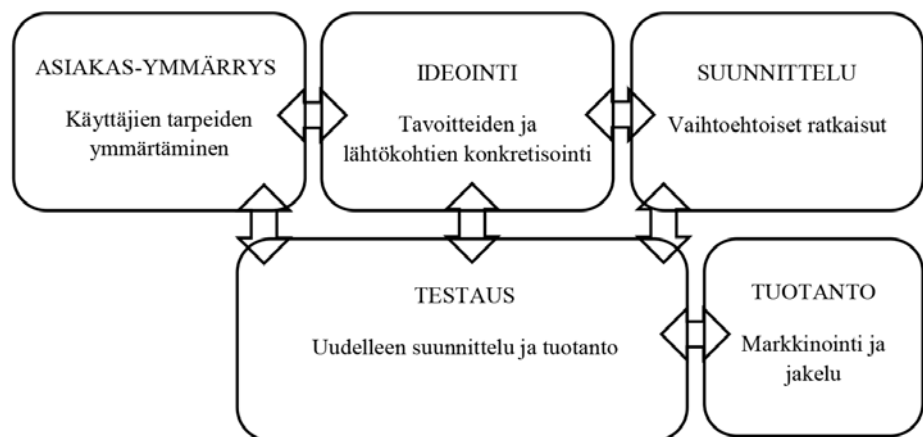 ASIAKAS-YMMÄRRYS
Käyttäjien tarpeiden
ymmärtäminen
IDEOINTI
Tavoitteiden ja
lähtökohtien konkretisointi
SUUNNITTELU
Vaihtoehtoiset ratkaisut
TESTAUS
Uudelleen suunnittelu ja tuotanto
TUOTANTO
Markkinointi ja
jakelu